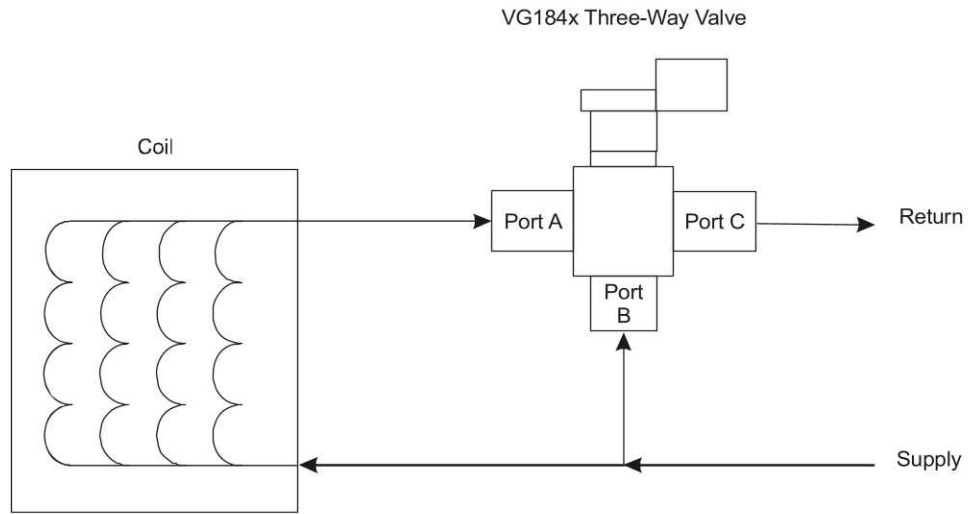 VG184x Three-Way Valve
Coil
Port A
Port C
Return
Port
B
Supply